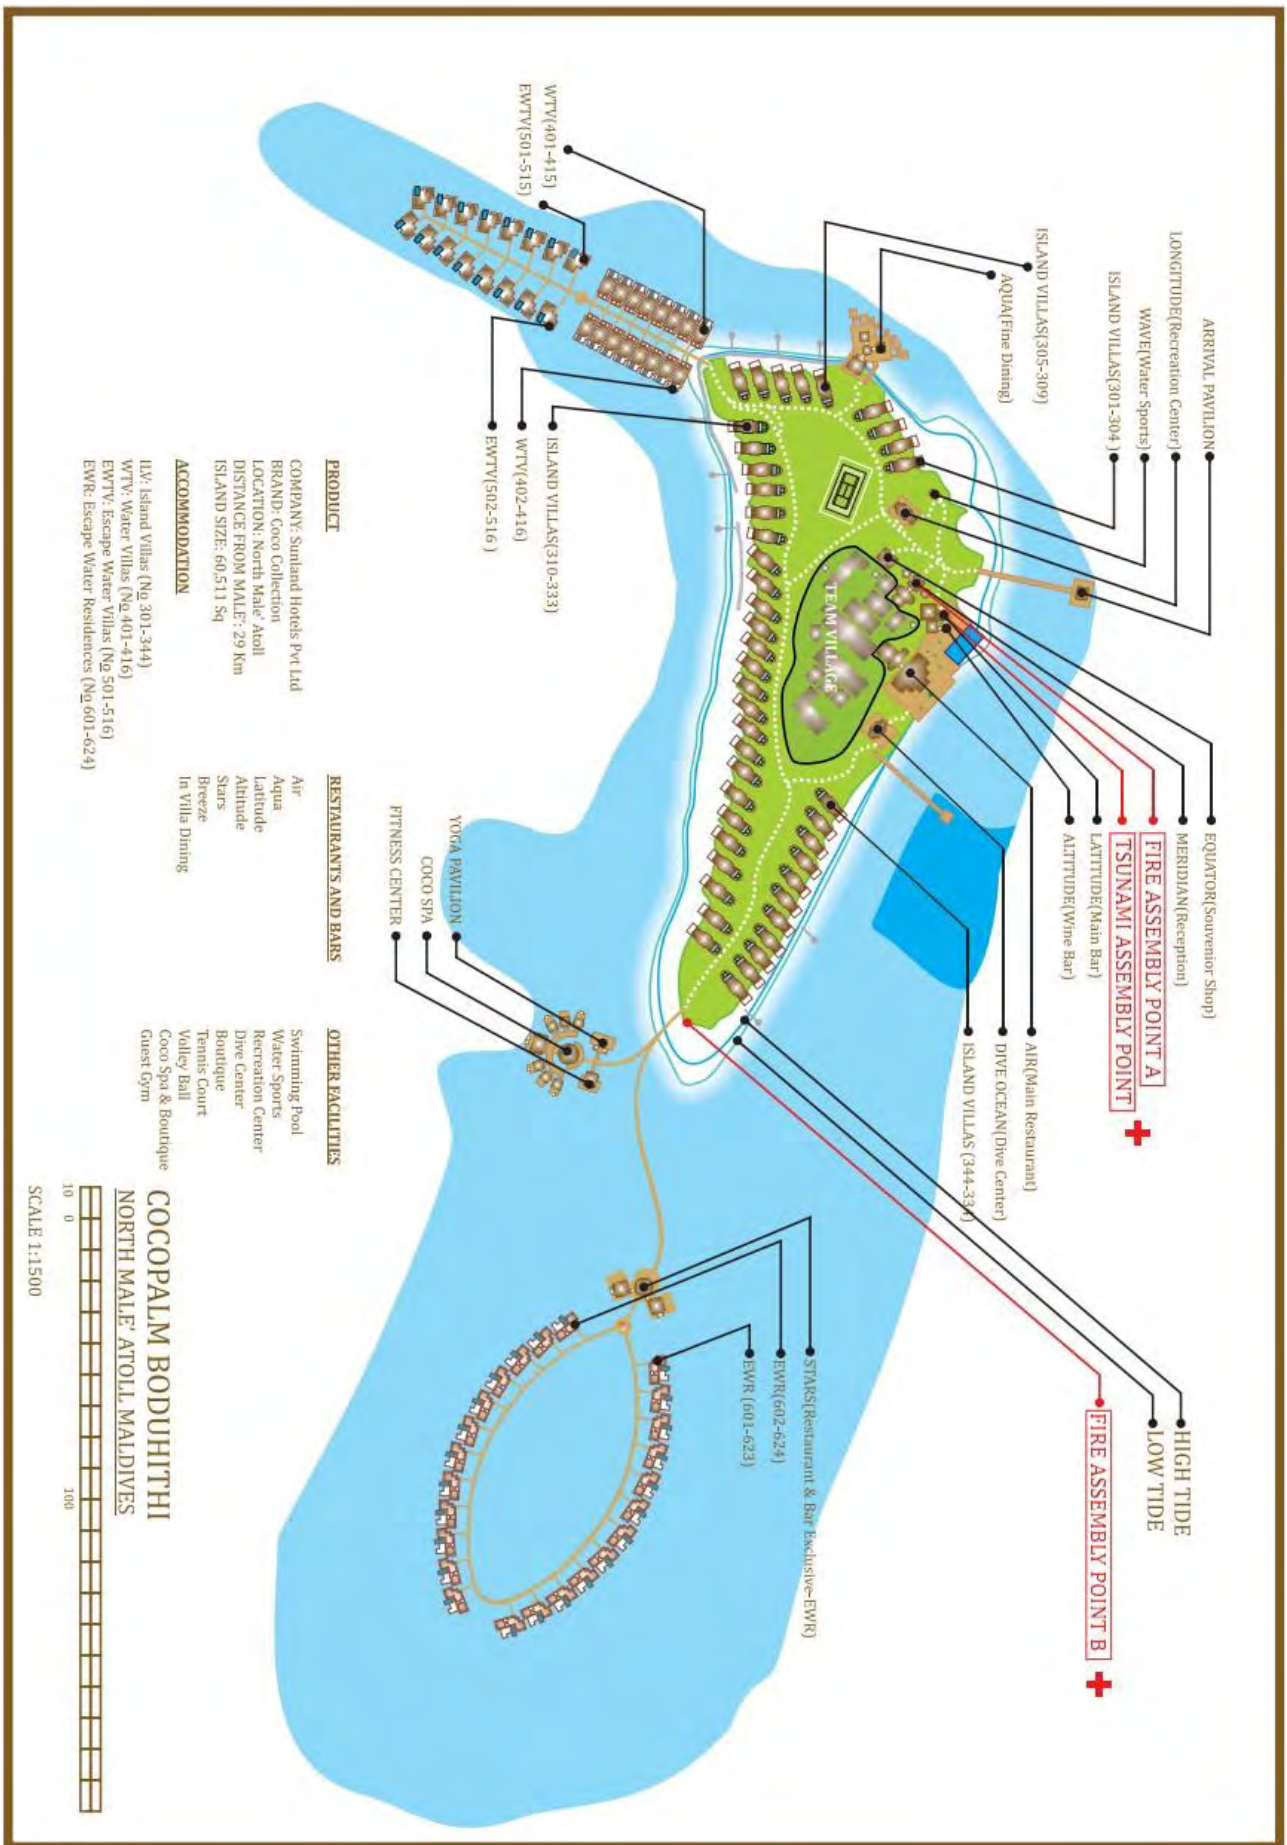 ARRIVAL PAVILION
LONGITUDE(Recreation Center)
WAVE(Water Sports)
ISLAND VILLAS(301-304 )
ISLAND VILLAS(305-309)
AQUA(Fine Dining)
WTV(401-415)
EWTV(501-515)
EQUATOR(Souvenior Shop)
MERIDIAN(Reception)
FIRE ASSEMBLY POINT A
TSUNAMI ASSEMBLY POINT
LATITUDE(Main Bar)
ALTITUDE(Wine Bar)
AIR(Main Restaurant)
DIVE OCEAN(Dive Center)
ISLAND VILLAS (344-334)
HIGH TIDE
LOW TIDE
FIRE ASSEMBLY POINT B
TEAM VILLAGE
STARS(Restaurant & Bar Exclusive-EWR)
EWR(602-624)
EWR (601-623)
ISLAND VILLAS(310-333)
WTV(402-416)
EWTV(502-516 )
YOGA PAVILION
COCO SPA
FITNESS CENTER
PRODUCT
COMPANY: Sunland Hotels Pvt Ltd
BRAND: Coco Collection
LOCATION: North Male' Atoll
DISTANCE FROM MALE': 29 Km
ISLAND SIZE: 60,511 Sq
ACCOMMODATION
ILV: Island Villas (No 301-344)
WTV: Water Villas (No 401-416)
EWTV: Escape Water Villas (No 501-516)
EWR: Escape Water Residences (No 601-624)
RESTAURANTS AND BARS
Air
Aqua
Latitude
Altitude
Stars
Breeze
In Villa Dining
OTHER FACILITIES
Swimming Pool
Water Sports
Recreation Center
Dive Center
Boutique
Tennis Court
Volley Ball
Coco Spa & Boutique
Guest Gym
COCOPALM BODUHITHI
NORTH MALE' ATOLL MALDIVES
10 0 100
SCALE 1:1500